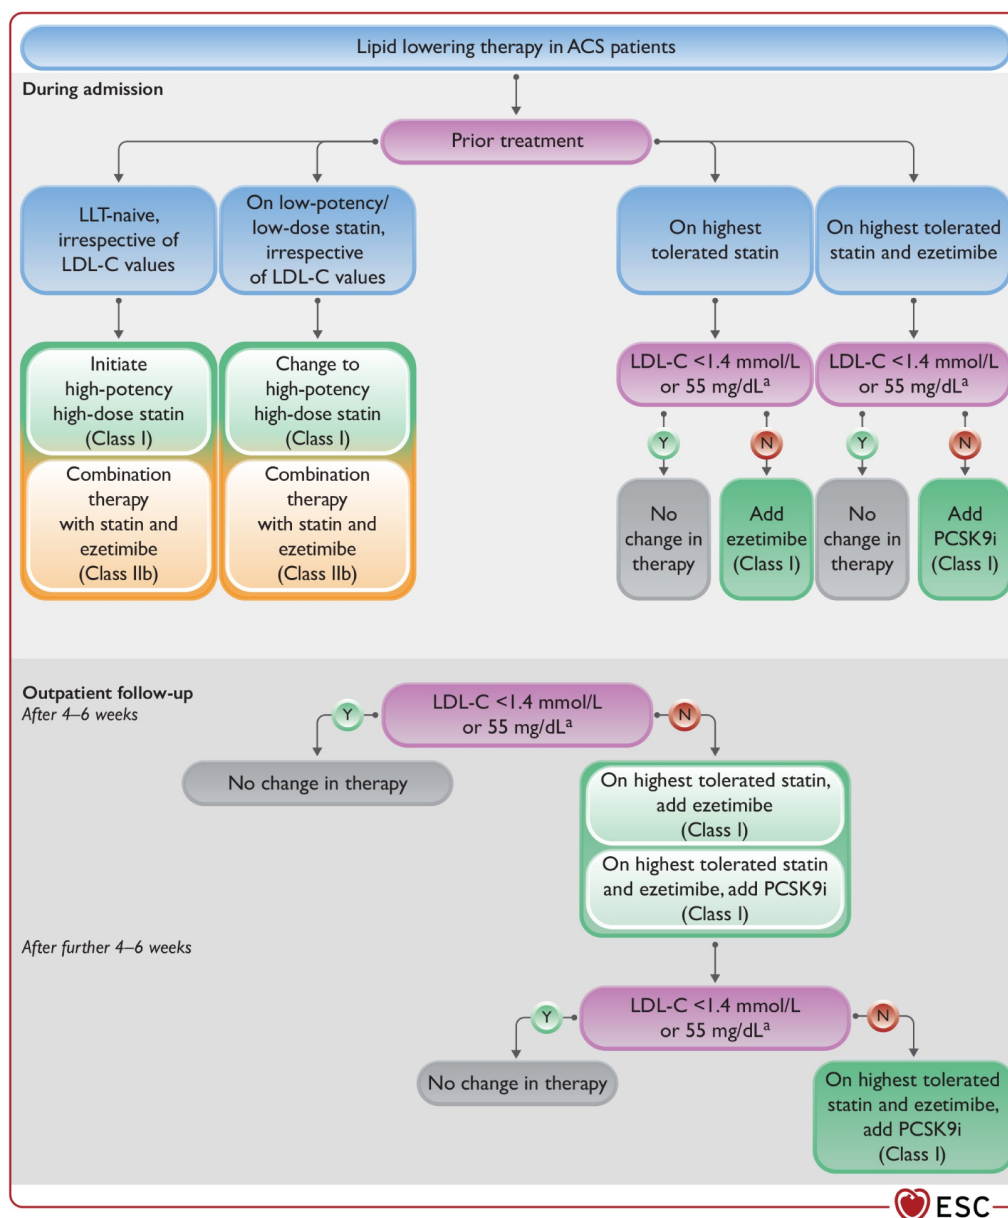 Lipid lowering therapy in ACS patients
During admission
Prior treatment
LLT-naive,
irrespective of
LDL-C values
On low-potency/
low-dose statin,
irrespective
of LDL-C values
On highest
tolerated statin
On highest tolerated
statin and ezetimibe
Initiate
high-potency
high-dose statin
(Class I)
Combination
therapy
with statin and
ezetimibe
(Class IIb)
Change to
high-potency
high-dose statin
(Class I)
Combination
therapy
with statin and
ezetimibe
(Class IIb)
LDL-C <1.4 mmol/L
or 55 mg/dLᵃ
LDL-C <1.4 mmol/L
or 55 mg/dLᵃ
Y
N
Y
N
No
change in
therapy
Add
ezetimibe
(Class I)
No
change in
therapy
Add
PCSK9i
(Class I)
Outpatient follow-up
After 4–6 weeks
LDL-C <1.4 mmol/L
or 55 mg/dLᵃ
Y
N
No change in therapy
On highest tolerated statin,
add ezetimibe
(Class I)
On highest tolerated statin
and ezetimibe, add PCSK9i
(Class I)
After further 4–6 weeks
LDL-C <1.4 mmol/L
or 55 mg/dLᵃ
Y
N
No change in therapy
On highest tolerated
statin and ezetimibe,
add PCSK9i
(Class I)
ESC